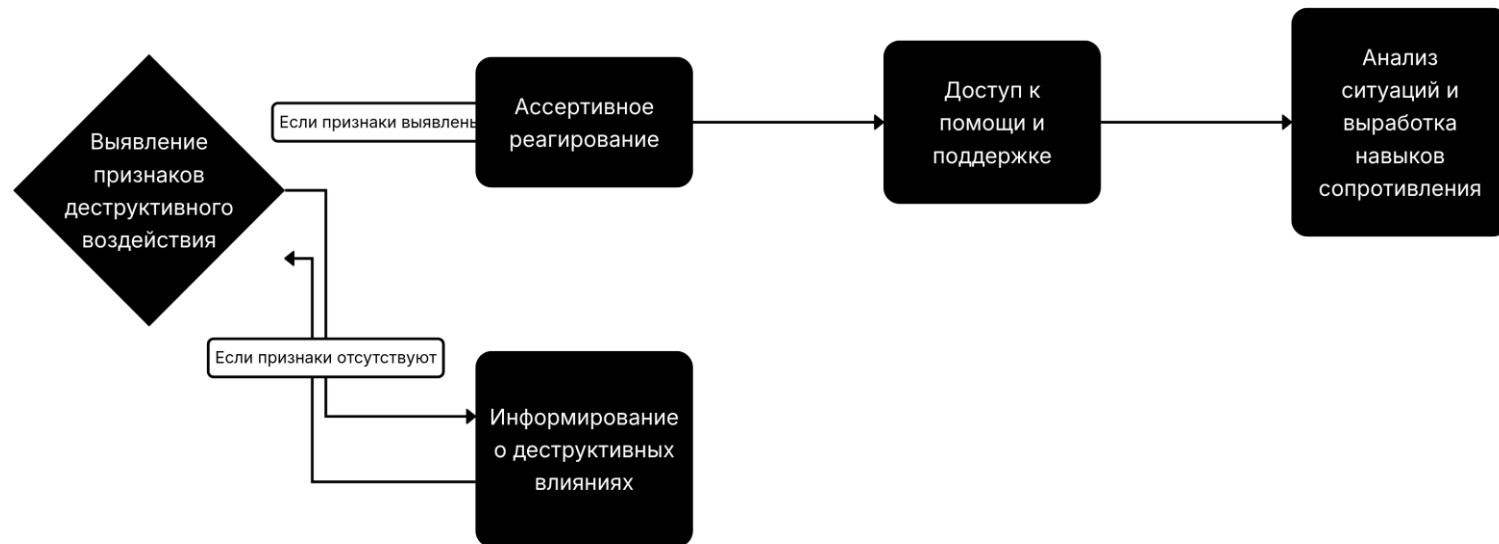 Выявление
признаков
деструктивного
воздействия
Если признаки выявлены
Ассертивное
реагирование
Доступ к
помощи и
поддержке
Анализ
ситуаций и
выработка
навыков
сопротивления
Если признаки отсутствуют
Информирование
о деструктивных
влияниях